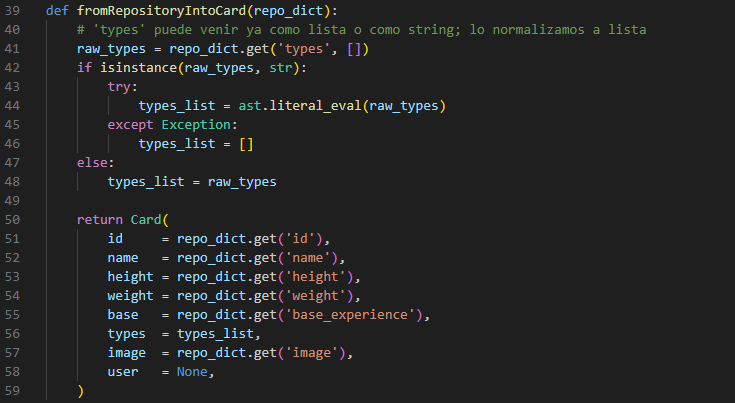 39 def fromRepositoryIntoCard(repo_dict):
40     # 'types' puede venir ya como lista o como string; lo normalizamos a lista
41     raw_types = repo_dict.get('types', [])
42     if isinstance(raw_types, str):
43         try:
44             types_list = ast.literal_eval(raw_types)
45         except Exception:
46             types_list = []
47     else:
48         types_list = raw_types
49
50     return Card(
51         id     = repo_dict.get('id'),
52         name   = repo_dict.get('name'),
53         height = repo_dict.get('height'),
54         weight = repo_dict.get('weight'),
55         base   = repo_dict.get('base_experience'),
56         types  = types_list,
57         image  = repo_dict.get('image'),
58         user   = None,
59     )